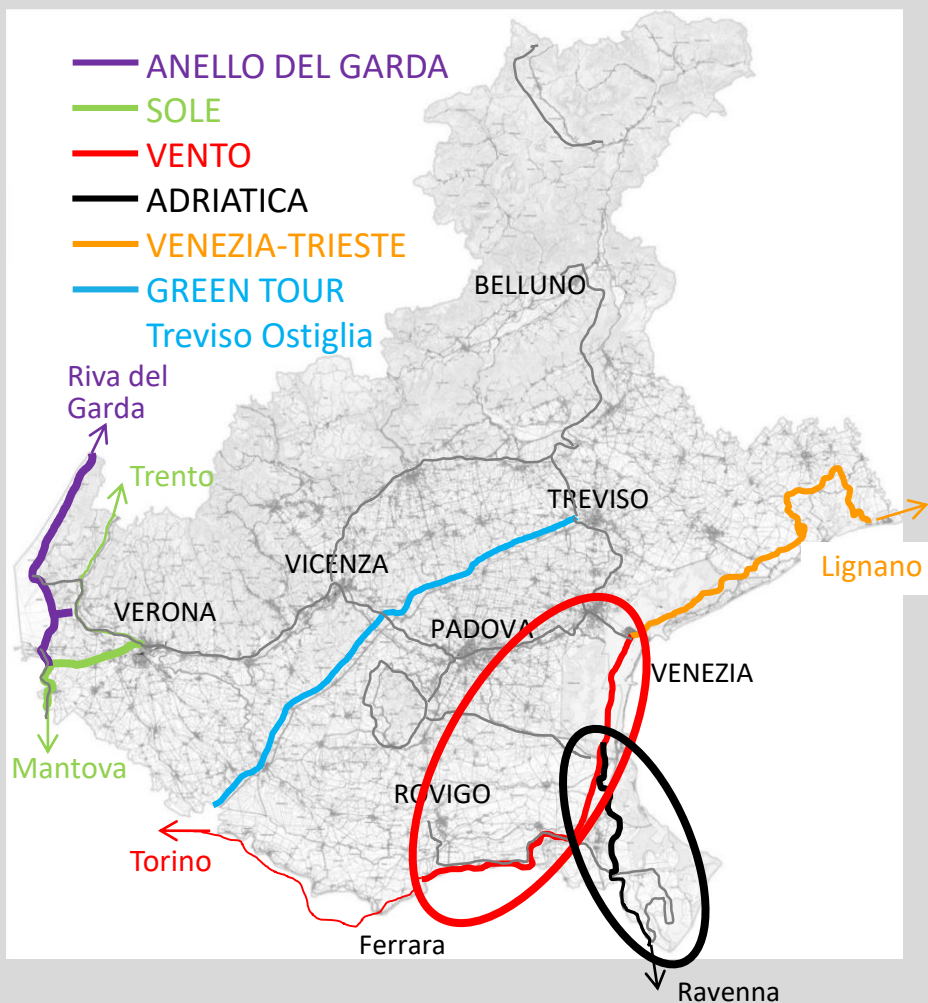 ANELLO DEL GARDA
SOLE
VENTO
ADRIATICA
VENEZIA-TRIESTE
GREEN TOUR
Treviso Ostiglia
BELLUNO
Riva del
Garda
Trento
TREVISO
VICENZA
Lignano
VERONA
PADOVA
VENEZIA
Mantova
ROVIGO
Torino
Ferrara
Ravenna